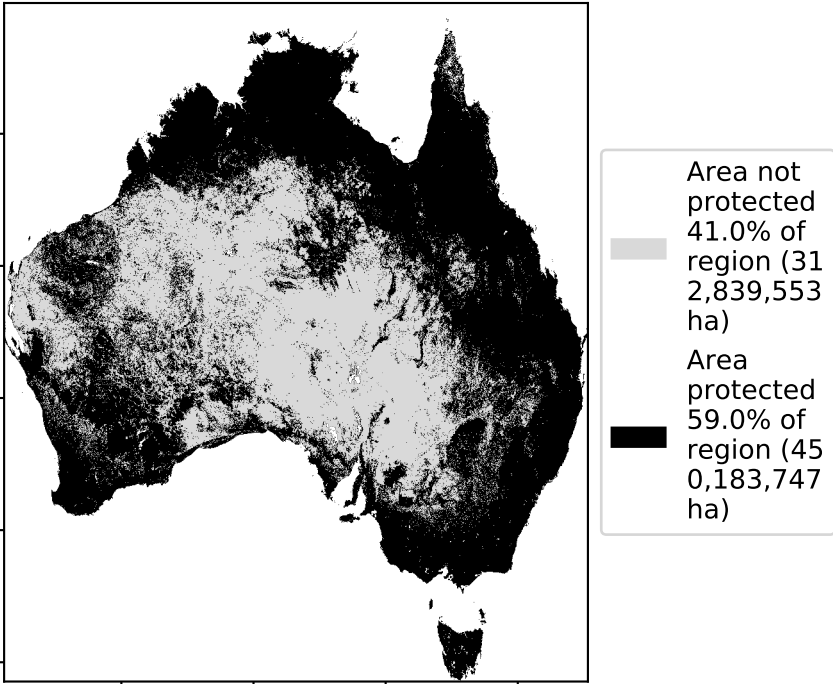 Area not
protected
41.0% of
region (31
2,839,553
ha)
Area
protected
59.0% of
region (45
0,183,747
ha)